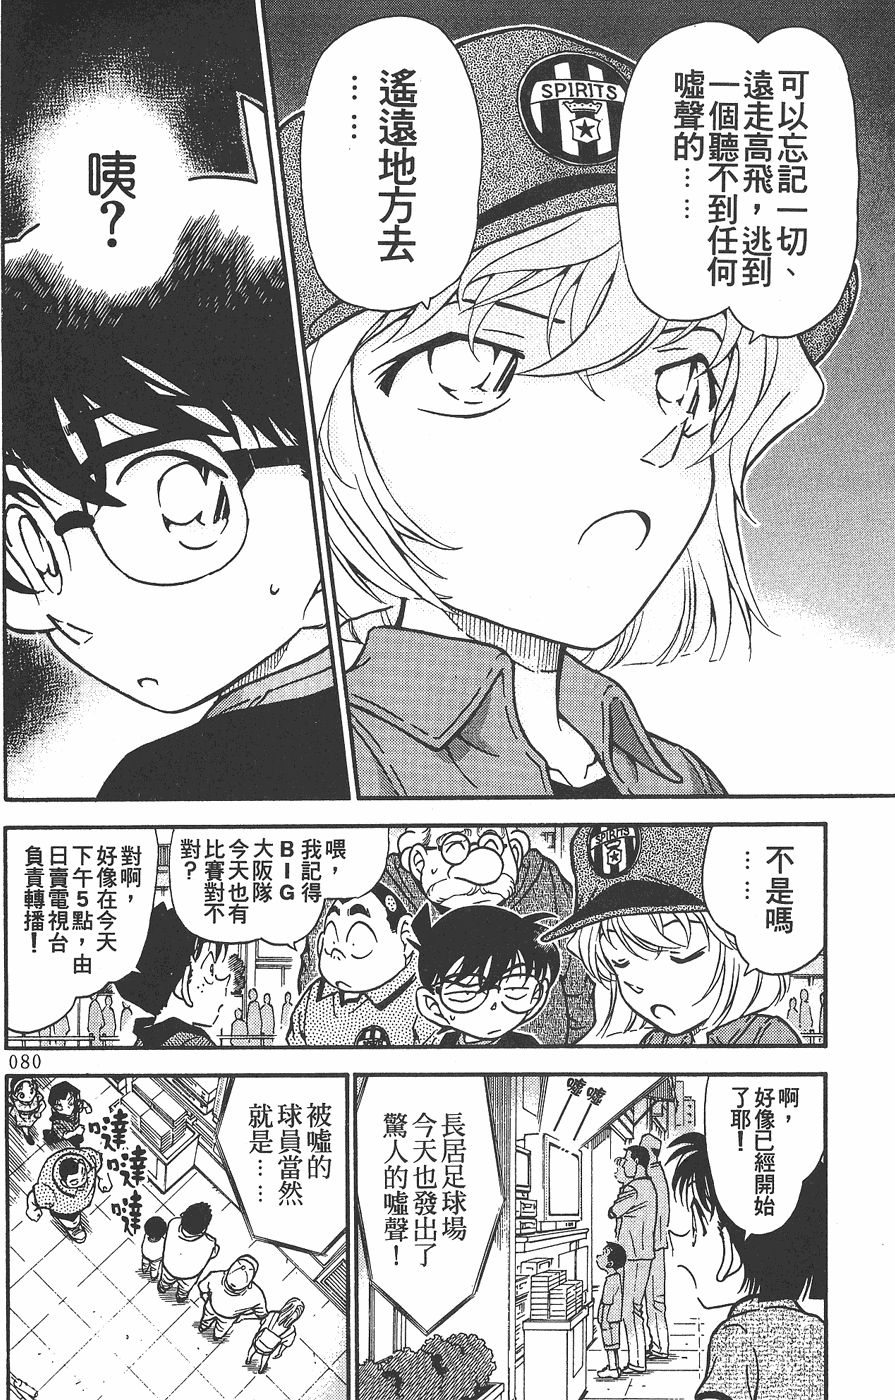 可以忘記一切、
遠走高飛，逃到
一個聽不到任何
噓聲的……
SPIRITS
遙遠地方去
……
咦？
不是嗎
……
SPIRITS
喂，
我記得
BIG
大阪隊
今天也有
比賽對不
對？
對啊，
好像在今天
下午5點，由
日賣電視台
負責轉播！
080
啊，
好像已經開始
了耶！
噓噓
長居足球場
今天也發出了
驚人的噓聲！
被噓的
球員當然
就是……
噠
噠
噠